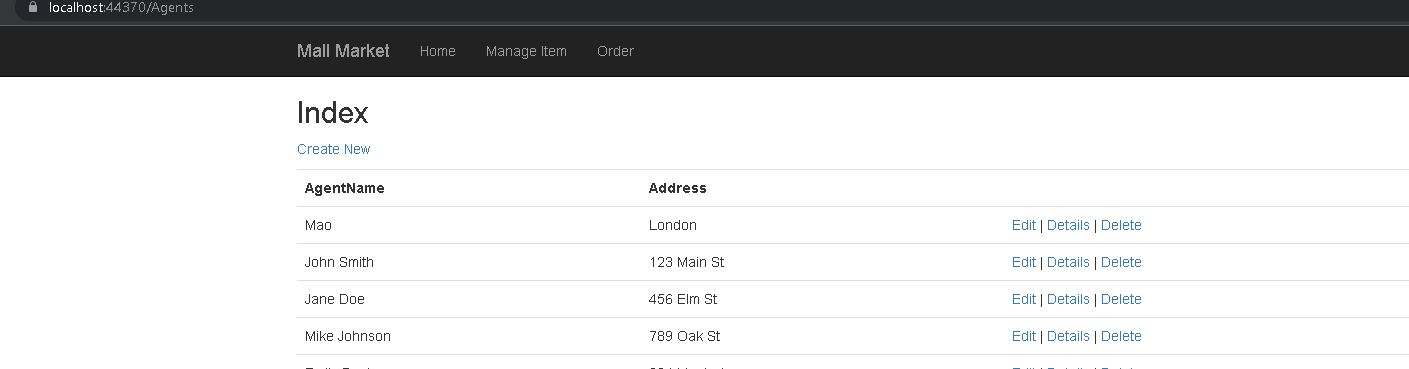 localhost:44370/Agents
Mall Market Home Manage Item Order
Index
Create New
AgentName Address
Mao London Edit | Details | Delete
John Smith 123 Main St Edit | Details | Delete
Jane Doe 456 Elm St Edit | Details | Delete
Mike Johnson 789 Oak St Edit | Details | Delete